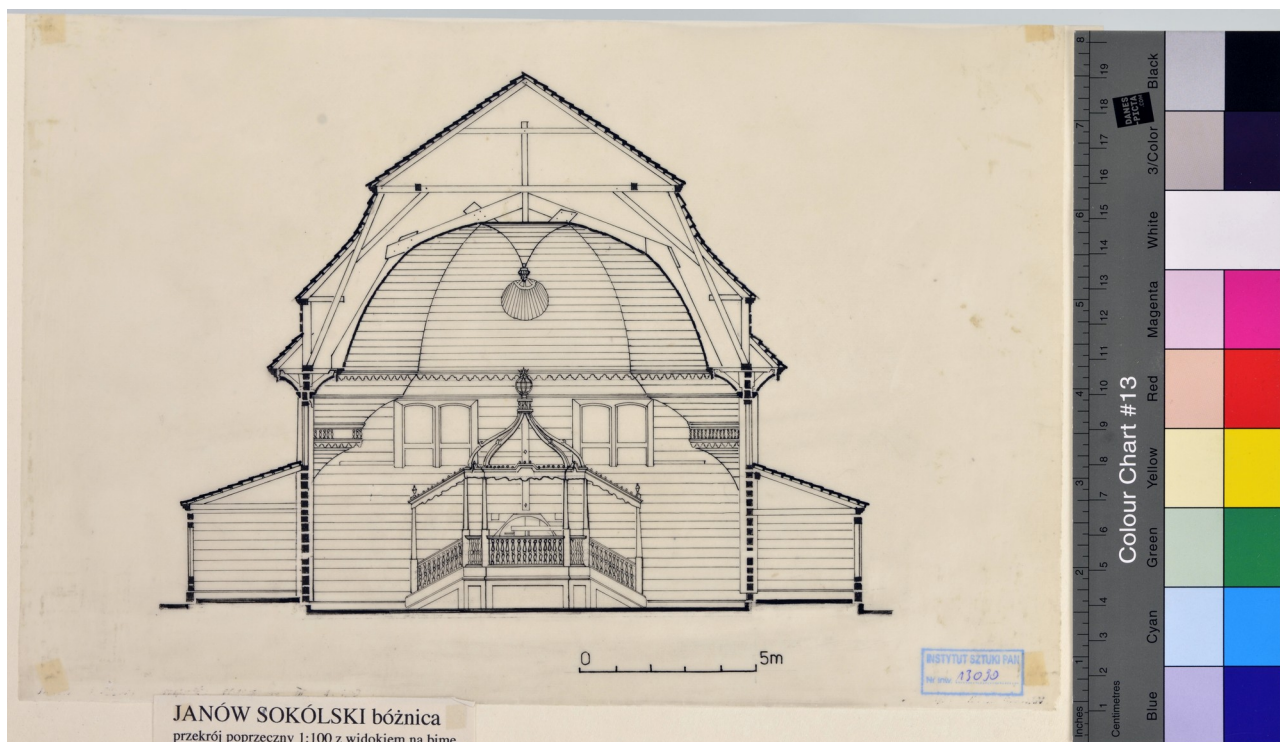 0 5m
INSTYTUT SZTUKI PAN
Nr inw. 13090
JANÓW SOKÓLSKI bóżnica
przekrój poprzeczny 1:100 z widokiem na bimę
DANES
-PICTA
.COM
Colour Chart #13
Black
3/Color
White
Magenta
Red
Yellow
Green
Cyan
Blue
8
7
6
5
4
3
2
1
Inches
19
18
17
16
15
14
13
12
11
10
9
8
7
6
5
4
3
2
1
Centimetres